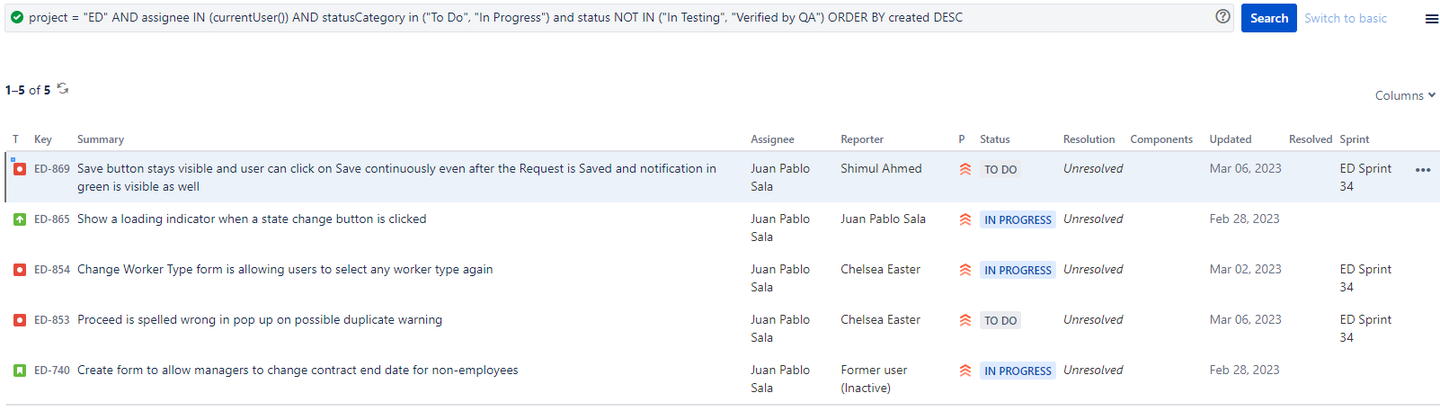 project = "ED" AND assignee IN (currentUser()) AND statusCategory in ("To Do", "In Progress") and status NOT IN ("In Testing", "Verified by QA") ORDER BY created DESC
Search
Switch to basic
1–5 of 5
Columns
T Key Summary Assignee Reporter P Status Resolution Components Updated Resolved Sprint
ED-869 Save button stays visible and user can click on Save continuously even after the Request is Saved and notification in Juan Pablo Shimul Ahmed TO DO Unresolved Mar 06, 2023 ED Sprint
green is visible as well Sala 34
ED-865 Show a loading indicator when a state change button is clicked Juan Pablo Juan Pablo Sala IN PROGRESS Unresolved Feb 28, 2023
Sala
ED-854 Change Worker Type form is allowing users to select any worker type again Juan Pablo Chelsea Easter IN PROGRESS Unresolved Mar 02, 2023 ED Sprint
Sala 34
ED-853 Proceed is spelled wrong in pop up on possible duplicate warning Juan Pablo Chelsea Easter TO DO Unresolved Mar 06, 2023 ED Sprint
Sala 34
ED-740 Create form to allow managers to change contract end date for non-employees Juan Pablo Former user IN PROGRESS Unresolved Feb 28, 2023
Sala (Inactive)